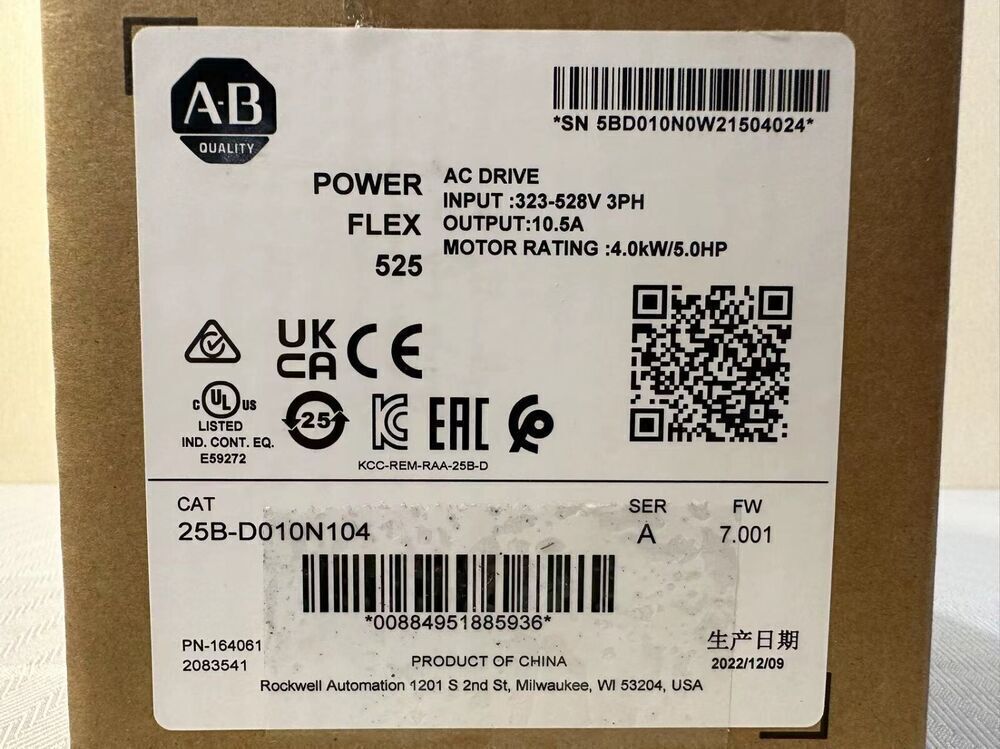 A-B
QUALITY
*SN 5BD010N0W21504024*
POWER
FLEX
525
AC DRIVE
INPUT :323-528V 3PH
OUTPUT:10.5A
MOTOR RATING :4.0kW/5.0HP
UK
CA CE
C UL US
LISTED
IND. CONT. EQ.
E59272
25
KC
EAC
KCC-REM-RAA-25B-D
CAT
25B-D010N104
SER
A
FW
7.001
*00884951885936*
PN-164061
2083541
PRODUCT OF CHINA
Rockwell Automation 1201 S 2nd St, Milwaukee, WI 53204, USA
生产日期
2022/12/09